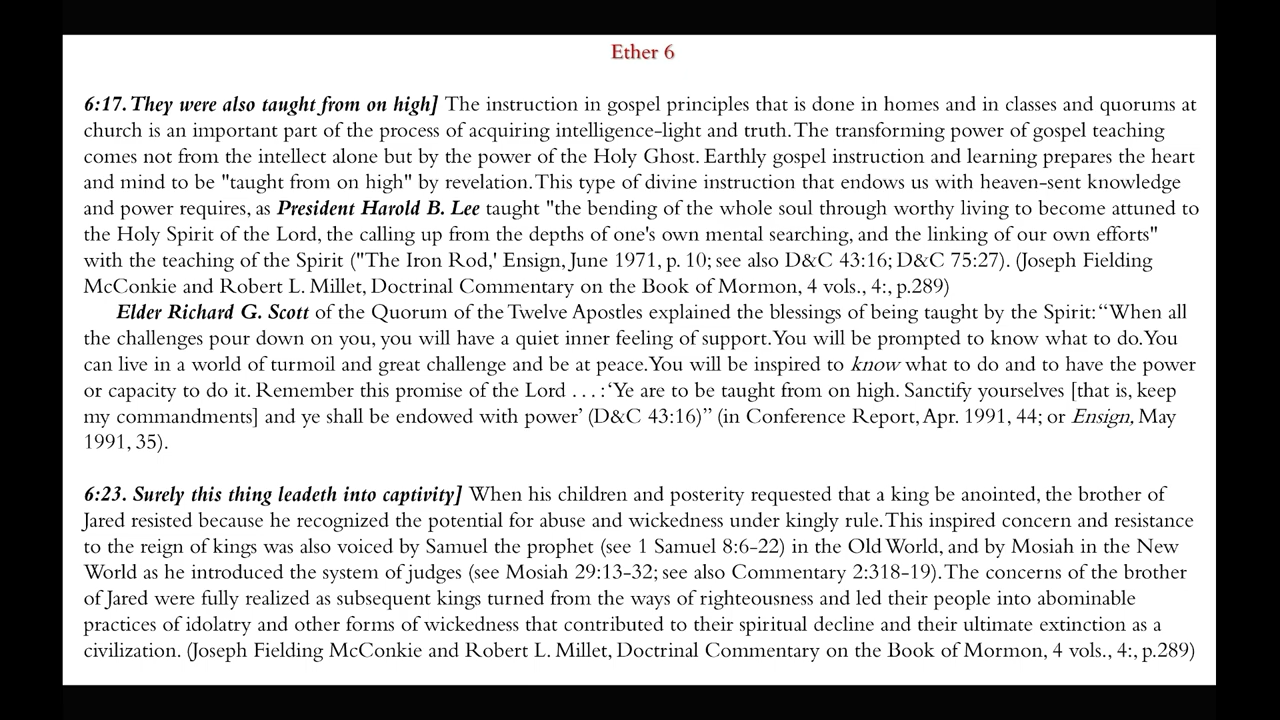 Ether 6
6:17. They were also taught from on high] The instruction in gospel principles that is done in homes and in classes and quorums at
church is an important part of the process of acquiring intelligence-light and truth. The transforming power of gospel teaching
comes not from the intellect alone but by the power of the Holy Ghost. Earthly gospel instruction and learning prepares the heart
and mind to be "taught from on high" by revelation. This type of divine instruction that endows us with heaven-sent knowledge
and power requires, as President Harold B. Lee taught "the bending of the whole soul through worthy living to become attuned to
the Holy Spirit of the Lord, the calling up from the depths of one's own mental searching, and the linking of our own efforts"
with the teaching of the Spirit ("The Iron Rod,' Ensign, June 1971, p. 10; see also D&C 43:16; D&C 75:27). (Joseph Fielding
McConkie and Robert L. Millet, Doctrinal Commentary on the Book of Mormon, 4 vols., 4:, p.289)
Elder Richard G. Scott of the Quorum of the Twelve Apostles explained the blessings of being taught by the Spirit: “When all
the challenges pour down on you, you will have a quiet inner feeling of support. You will be prompted to know what to do. You
can live in a world of turmoil and great challenge and be at peace. You will be inspired to know what to do and to have the power
or capacity to do it. Remember this promise of the Lord . . . : ‘Ye are to be taught from on high. Sanctify yourselves [that is, keep
my commandments] and ye shall be endowed with power’ (D&C 43:16)” (in Conference Report, Apr. 1991, 44; or Ensign, May
1991, 35).
6:23. Surely this thing leadeth into captivity] When his children and posterity requested that a king be anointed, the brother of
Jared resisted because he recognized the potential for abuse and wickedness under kingly rule. This inspired concern and resistance
to the reign of kings was also voiced by Samuel the prophet (see 1 Samuel 8:6-22) in the Old World, and by Mosiah in the New
World as he introduced the system of judges (see Mosiah 29:13-32; see also Commentary 2:318-19). The concerns of the brother
of Jared were fully realized as subsequent kings turned from the ways of righteousness and led their people into abominable
practices of idolatry and other forms of wickedness that contributed to their spiritual decline and their ultimate extinction as a
civilization. (Joseph Fielding McConkie and Robert L. Millet, Doctrinal Commentary on the Book of Mormon, 4 vols., 4:, p.289)